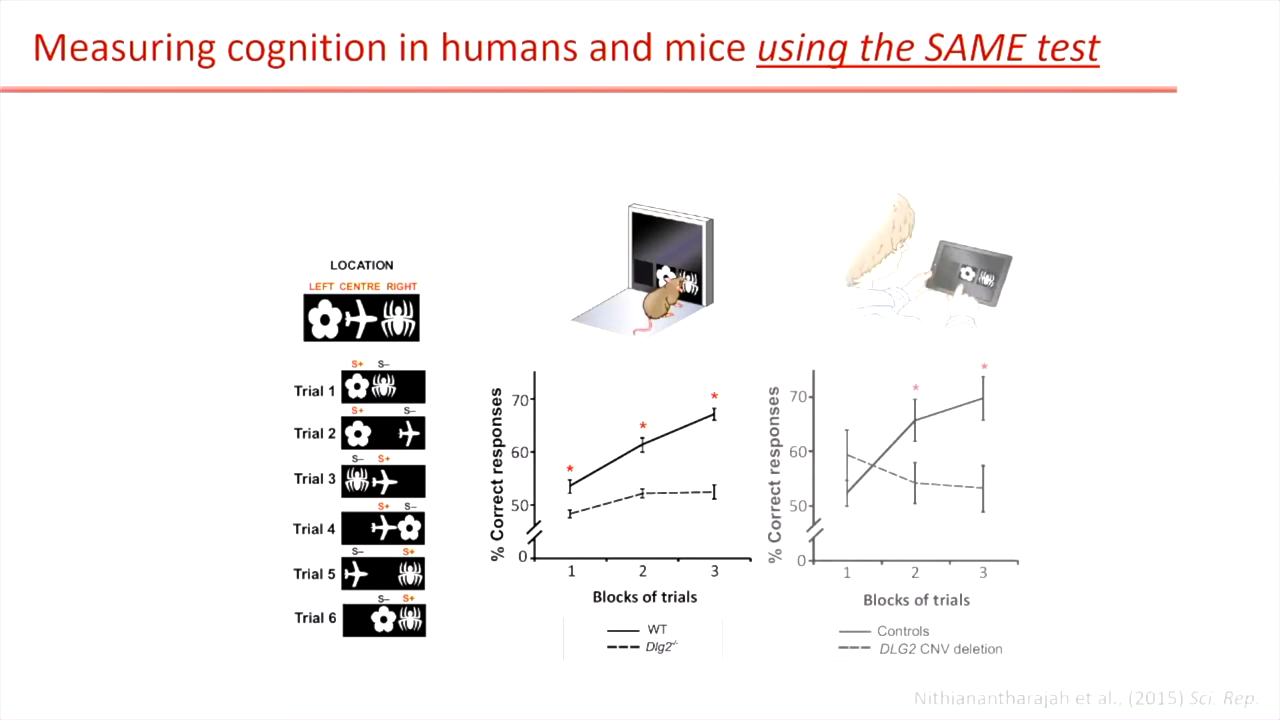 Measuring cognition in humans and mice using the SAME test
LOCATION
LEFT CENTRE RIGHT
S+ S–
Trial 1
S+ S–
Trial 2
S– S+
Trial 3
S+ S–
Trial 4
S– S+
Trial 5
S– S+
Trial 6
% Correct responses
70
60
50
0
1 2 3
Blocks of trials
WT
Dlg2-/-
% Correct responses
70
60
50
0
1 2 3
Blocks of trials
Controls
DLG2 CNV deletion
* * *
* *
Nithianantharajah et al., (2015) Sci. Rep.